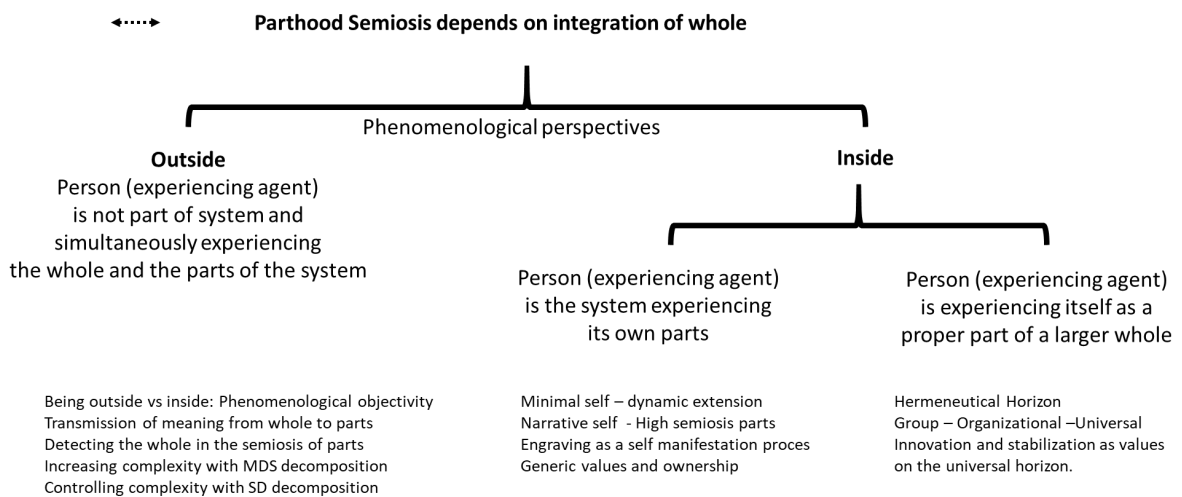 Parthood Semiosis depends on integration of whole
Phenomenological perspectives
Outside
Person (experiencing agent)
is not part of system and
simultaneously experiencing
the whole and the parts of the system
Inside
Person (experiencing agent)
is the system experiencing
its own parts
Person (experiencing agent)
is experiencing itself as a
proper part of a larger whole
Being outside vs inside: Phenomenological objectivity
Transmission of meaning from whole to parts
Detecting the whole in the semiosis of parts
Increasing complexity with MDS decomposition
Controlling complexity with SD decomposition
Minimal self – dynamic extension
Narrative self - High semiosis parts
Engraving as a self manifestation proces
Generic values and ownership
Hermeneutical Horizon
Group – Organizational –Universal
Innovation and stabilization as values
on the universal horizon.